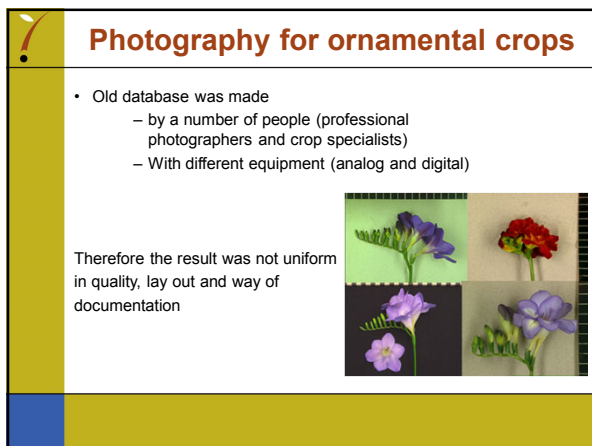 Photography for ornamental crops
• Old database was made
– by a number of people (professional
photographers and crop specialists)
– With different equipment (analog and digital)
Therefore the result was not uniform
in quality, lay out and way of
documentation